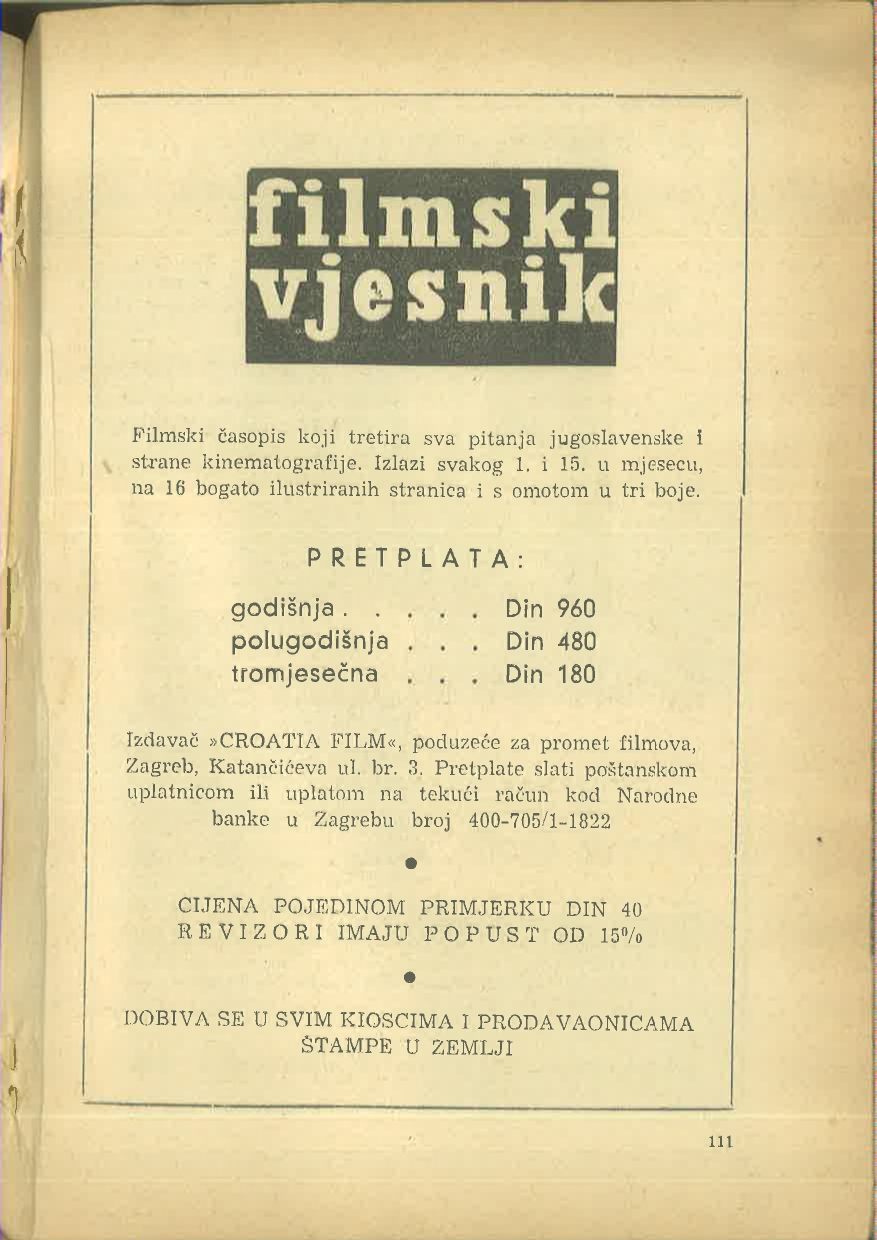 filmski
vjesnik
Filmski časopis koji tretira sva pitanja jugoslavenske i
strane kinematografije. Izlazi svakog 1. i 15. u mjesecu,
na 16 bogato ilustriranih stranica i s omotom u tri boje.
PRETPLATA:
godišnja . . . . . Din 960
polugodišnja . . . Din 480
tromjesečna . . . Din 180
Izdavač »CROATIA FILM«, poduzeće za promet filmova,
Zagreb, Katančićeva ul. br. 3. Pretplate slati poštanskom
uplatnicom ili uplatom na tekući račun kod Narodne
banke u Zagrebu broj 400-705/1-1822
●
CIJENA POJEDINOM PRIMJERKU DIN 40
REVIZORI IMAJU POPUST OD 15%
●
DOBIVA SE U SVIM KIOSCIMA I PRODAVAONICAMA
ŠTAMPE U ZEMLJI
111